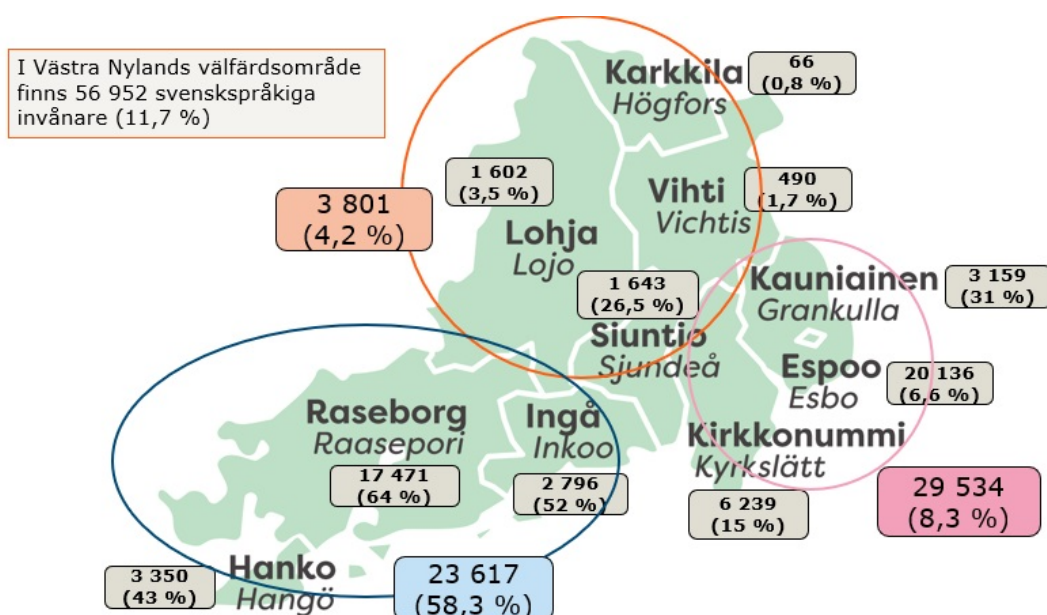 I Västra Nylands välfärdsområde
finns 56 952 svenskspråkiga
invånare (11,7 %)
Karkkila
Högfors
66
(0,8 %)
1 602
(3,5 %)
Vihti
Vichtis
490
(1,7 %)
3 801
(4,2 %)
Lohja
Lojo
1 643
(26,5 %)
Kauniainen
Grankulla
3 159
(31 %)
Siuntio
Sjundeå
Espoo
Esbo
20 136
(6,6 %)
Raseborg
Raasepori
17 471
(64 %)
Ingå
Inkoo
2 796
(52 %)
Kirkkonummi
Kyrkslätt
6 239
(15 %)
29 534
(8,3 %)
Hanko
Hangö
3 350
(43 %)
23 617
(58,3 %)